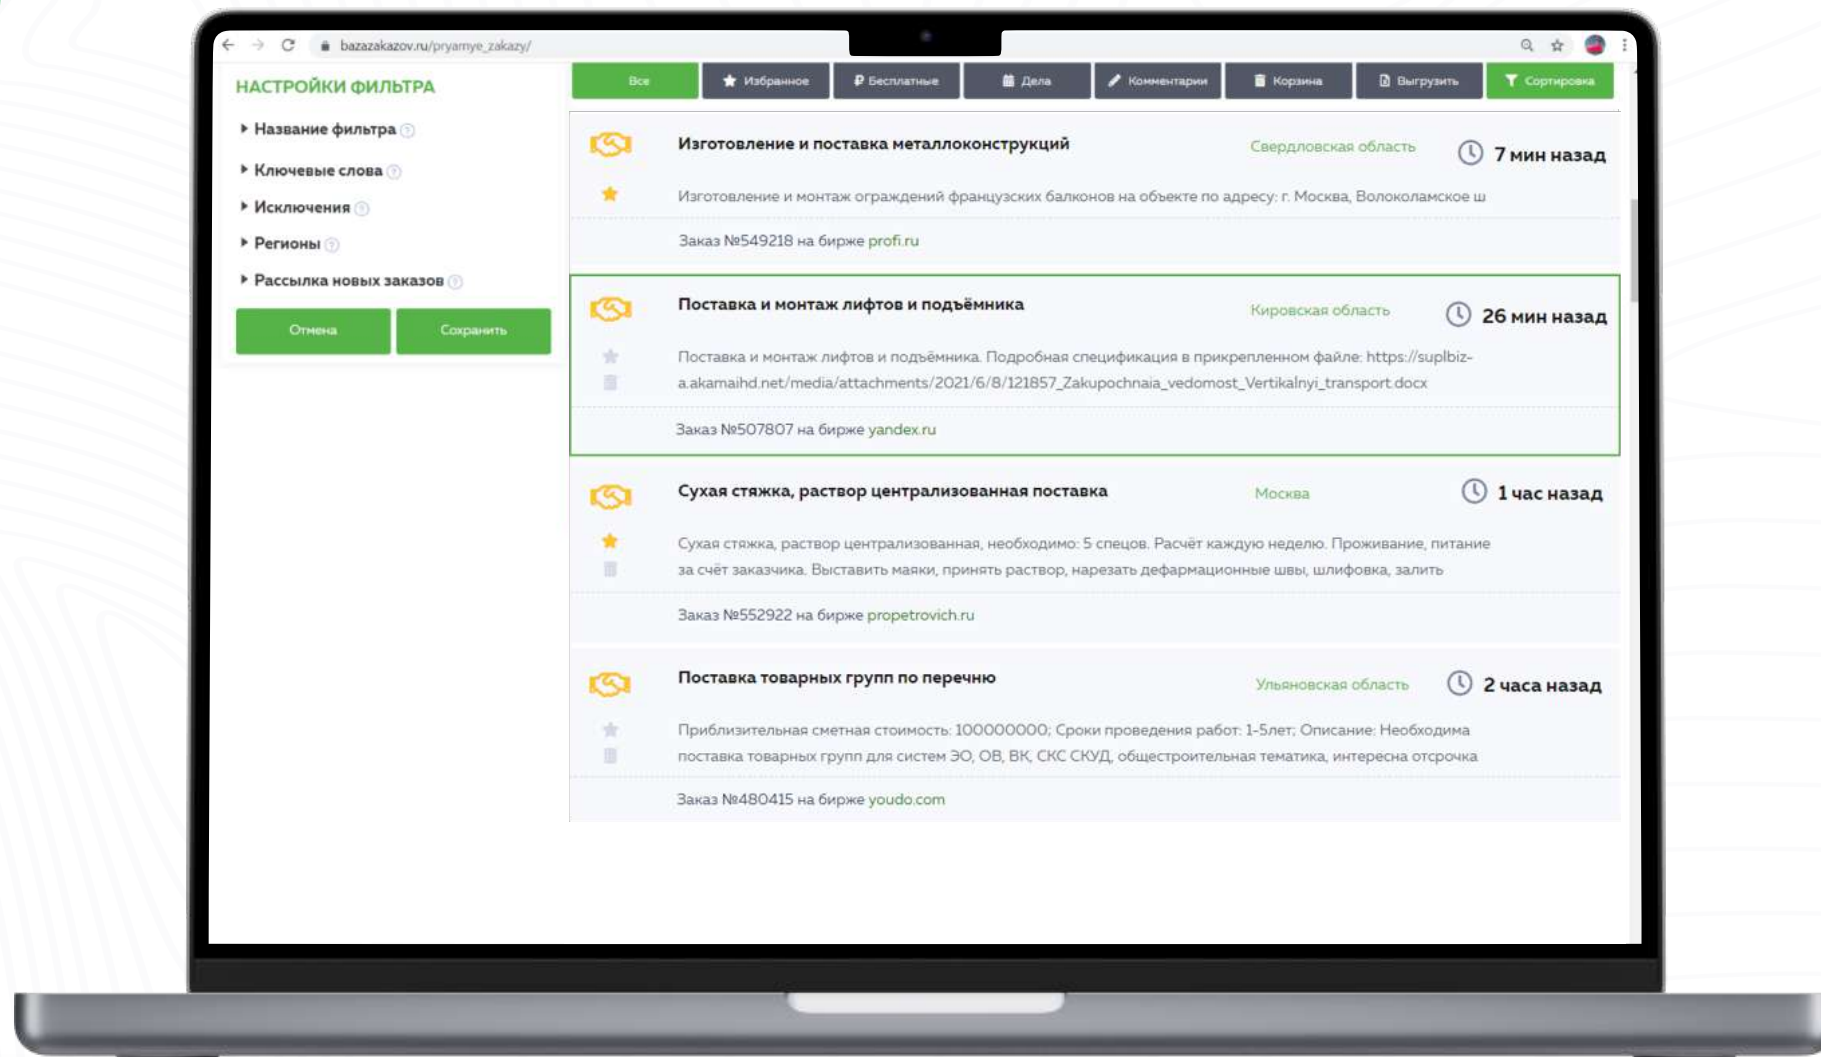 bazazakazov.ru/pryamye_zakazy/
НАСТРОЙКИ ФИЛЬТРА
Название фильтра
Ключевые слова
Исключения
Регионы
Рассылка новых заказов
Отмена
Сохранить
Все
Избранное
Бесплатные
Дела
Комментарии
Корзина
Выгрузить
Сортировка
Изготовление и поставка металлоконструкций
Свердловская область
7 мин назад
Изготовление и монтаж ограждений французских балконов на объекте по адресу: г. Москва, Волоколамское ш
Заказ №549218 на бирже profi.ru
Поставка и монтаж лифтов и подъёмника
Кировская область
26 мин назад
Поставка и монтаж лифтов и подъёмника. Подробная спецификация в прикрепленном файле: https://suplbiz-
a.akamaihd.net/media/attachments/2021/6/8/121857_Zakupochnaia_vedomost_Vertikalnyi_transport.docx
Заказ №507807 на бирже yandex.ru
Сухая стяжка, раствор централизованная поставка
Москва
1 час назад
Сухая стяжка, раствор централизованная, необходимо: 5 спецов. Расчёт каждую неделю. Проживание, питание
за счёт заказчика. Выставить маяки, принять раствор, нарезать дефармационные швы, шлифовка, залить
Заказ №552922 на бирже propetrovich.ru
Поставка товарных групп по перечню
Ульяновская область
2 часа назад
Приблизительная сметная стоимость: 100000000; Сроки проведения работ: 1-5лет; Описание: Необходима
поставка товарных групп для систем ЭО, ОВ, ВК, СКС СКУД, общестроительная тематика, интересна отсрочка
Заказ №480415 на бирже youdo.com